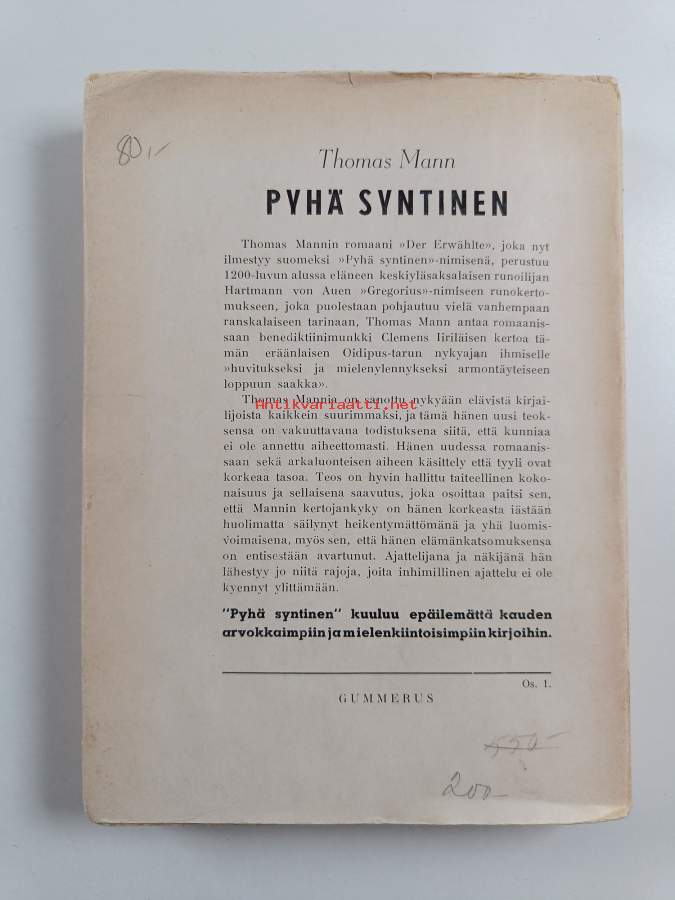 80,-
Thomas Mann
PYHÄ SYNTINEN
Thomas Mannin romaani »Der Erwählte», joka nyt
ilmestyy suomeksi »Pyhä syntinen»-nimisenä, perustuu
1200-luvun alussa eläneen keskiyläsaksalaisen runoilijan
Hartmann von Auen »Gregorius»-nimiseen runokerto-
mukseen, joka puolestaan pohjautuu vielä vanhempaan
ranskalaiseen tarinaan, Thomas Mann antaa romaanis-
saan benediktiinimunkki Clemens Iiriläisen kertoa tä-
män eräänlaisen Oidipus-tarun nykyajan ihmiselle
»huvitukseksi ja mielenylennykseksi armontäyteiseen
loppuun saakka».
Thomas Mannia on sanottu nykyään elävistä kirjai-
Antikvariaatti.net
lijoista kaikkein suurimmaksi, ja tämä hänen uusi teok-
sensa on vakuuttavana todistuksena siitä, että kunniaa
ei ole annettu aiheettomasti. Hänen uudessa romaanis-
saan sekä arkaluonteisen aiheen käsittely että tyyli ovat
korkeaa tasoa. Teos on hyvin hallittu taiteellinen koko-
naisuus ja sellaisena saavutus, joka osoittaa paitsi sen,
että Mannin kertojankyky on hänen korkeasta iästään
huolimatta säilynyt heikentymättömänä ja yhä luomis-
voimaisena, myös sen, että hänen elämänkatsomuksensa
on entisestään avartunut. Ajattelijana ja näkijänä hän
lähestyy jo niitä rajoja, joita inhimillinen ajattelu ei ole
kyennyt ylittämään.
"Pyhä syntinen" kuuluu epäilemättä kauden
arvokkaimpiin ja mielenkiintoisimpiin kirjoihin.
Os. 1.
GUMMERUS
550-
200-